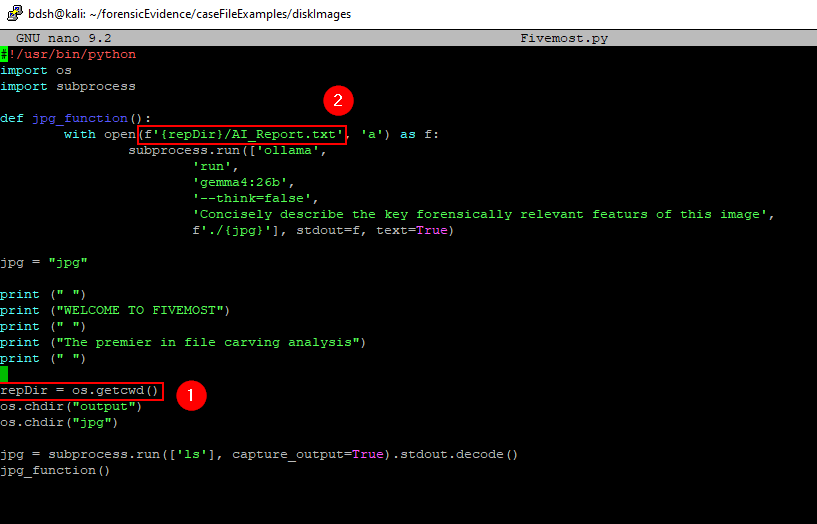 bdsh@kali: ~/forensicEvidence/caseFileExamples/diskImages
GNU nano 9.2 Fivemost.py
#!/usr/bin/python
import os
import subprocess
2
def jpg_function():
with open(f'{repDir}/AI_Report.txt', 'a') as f:
subprocess.run(['ollama',
'run',
'gemma4:26b',
'--think=false',
'Concisely describe the key forensically relevant featurs of this image',
f'./{jpg}'], stdout=f, text=True)
jpg = "jpg"
print (" ")
print ("WELCOME TO FIVEMOST")
print (" ")
print ("The premier in file carving analysis")
print (" ")
repDir = os.getcwd()
1
os.chdir("output")
os.chdir("jpg")
jpg = subprocess.run(['ls'], capture_output=True).stdout.decode()
jpg_function()